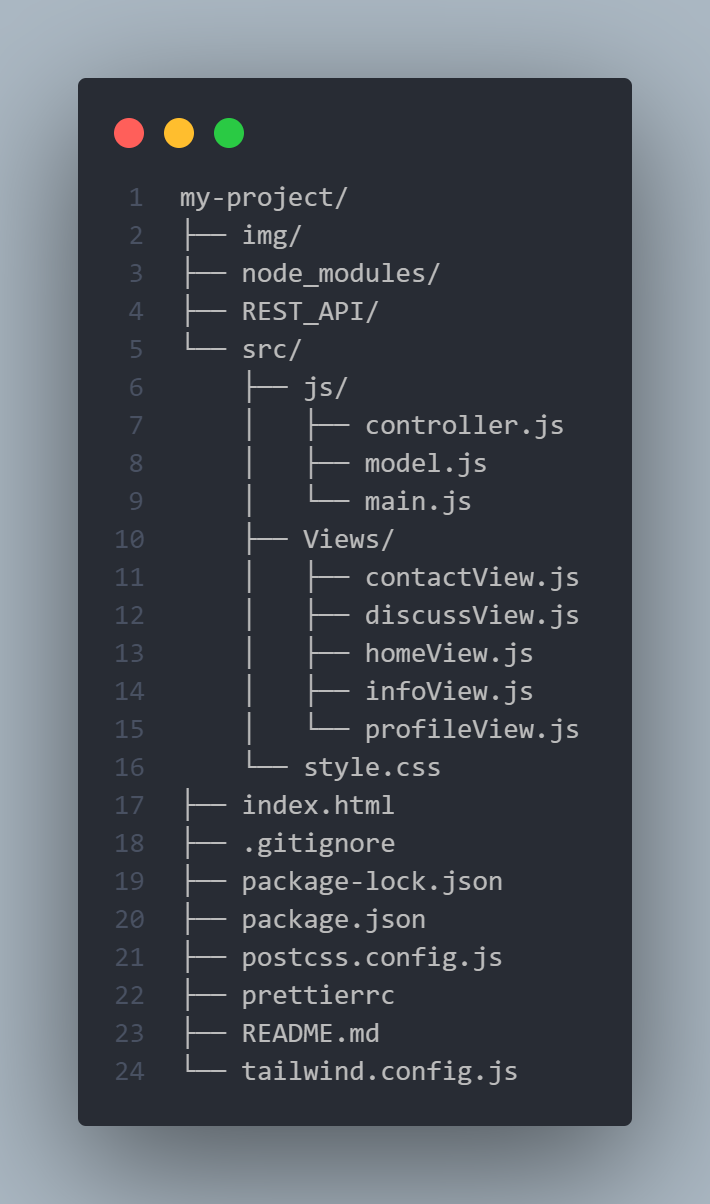 1 my-project/
2 ├── img/
3 ├── node_modules/
4 ├── REST_API/
5 └── src/
6     ├── js/
7     │   ├── controller.js
8     │   ├── model.js
9     │   └── main.js
10     ├── Views/
11     │   ├── contactView.js
12     │   ├── discussView.js
13     │   ├── homeView.js
14     │   ├── infoView.js
15     │   └── profileView.js
16     └── style.css
17 ├── index.html
18 ├── .gitignore
19 ├── package-lock.json
20 ├── package.json
21 ├── postcss.config.js
22 ├── prettierrc
23 ├── README.md
24 └── tailwind.config.js